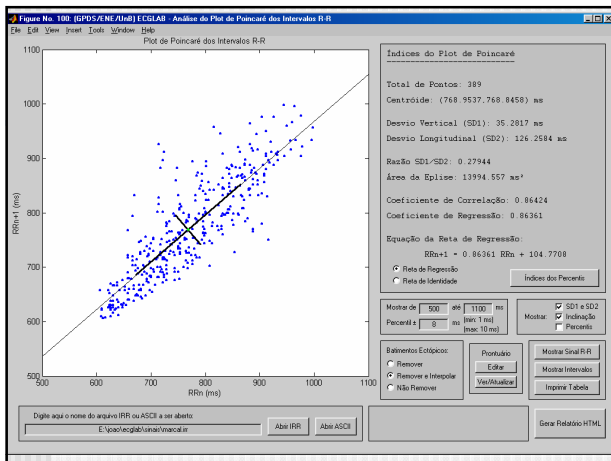 Figure No. 100: (GPDS/ENE/UnB) ECGLAB - Análise do Plot de Poincaré dos Intervalos R-R
File Edit View Insert Tools Window Help
Plot de Poincaré dos Intervalos R-R
1100
1000
900
800
700
600
500
RRn+1 (ms)
500 600 700 800 900 1000 1100
RRn (ms)
Índices do Plot de Poincaré
Total de Pontos: 389
Centróide: (768.9537,768.8458) ms
Desvio Vertical (SD1): 35.2817 ms
Desvio Longitudinal (SD2): 126.2584 ms
Razão SD1/SD2: 0.27944
Área da Eplise: 13994.557 ms²
Coeficiente de Correlação: 0.86424
Coeficiente de Regressão: 0.86361
Equação da Reta de Regressão:
RRn+1 = 0.86361 RRn + 104.7708
Reta de Regressão
Reta de Identidade
Índices dos Percentis
Mostrar de 500 até 1100 ms
Percentil ± 8 ms (min: 1 ms)
(max: 10 ms)
Mostrar:
SD1 e SD2
Inclinação
Percentis
Batimentos Ectópicos:
Remover
Remover e Interpolar
Não Remover
Prontuário
Editar
Ver/Atualizar
Mostrar Sinal R-R
Mostrar Intervalos
Imprimir Tabela
Digite aqui o nome do arquivo IRR ou ASCII a ser aberto:
E:\joao\ecglab\sinais\marcal.irr
Abrir IRR
Abrir ASCII
Gerar Relatório HTML